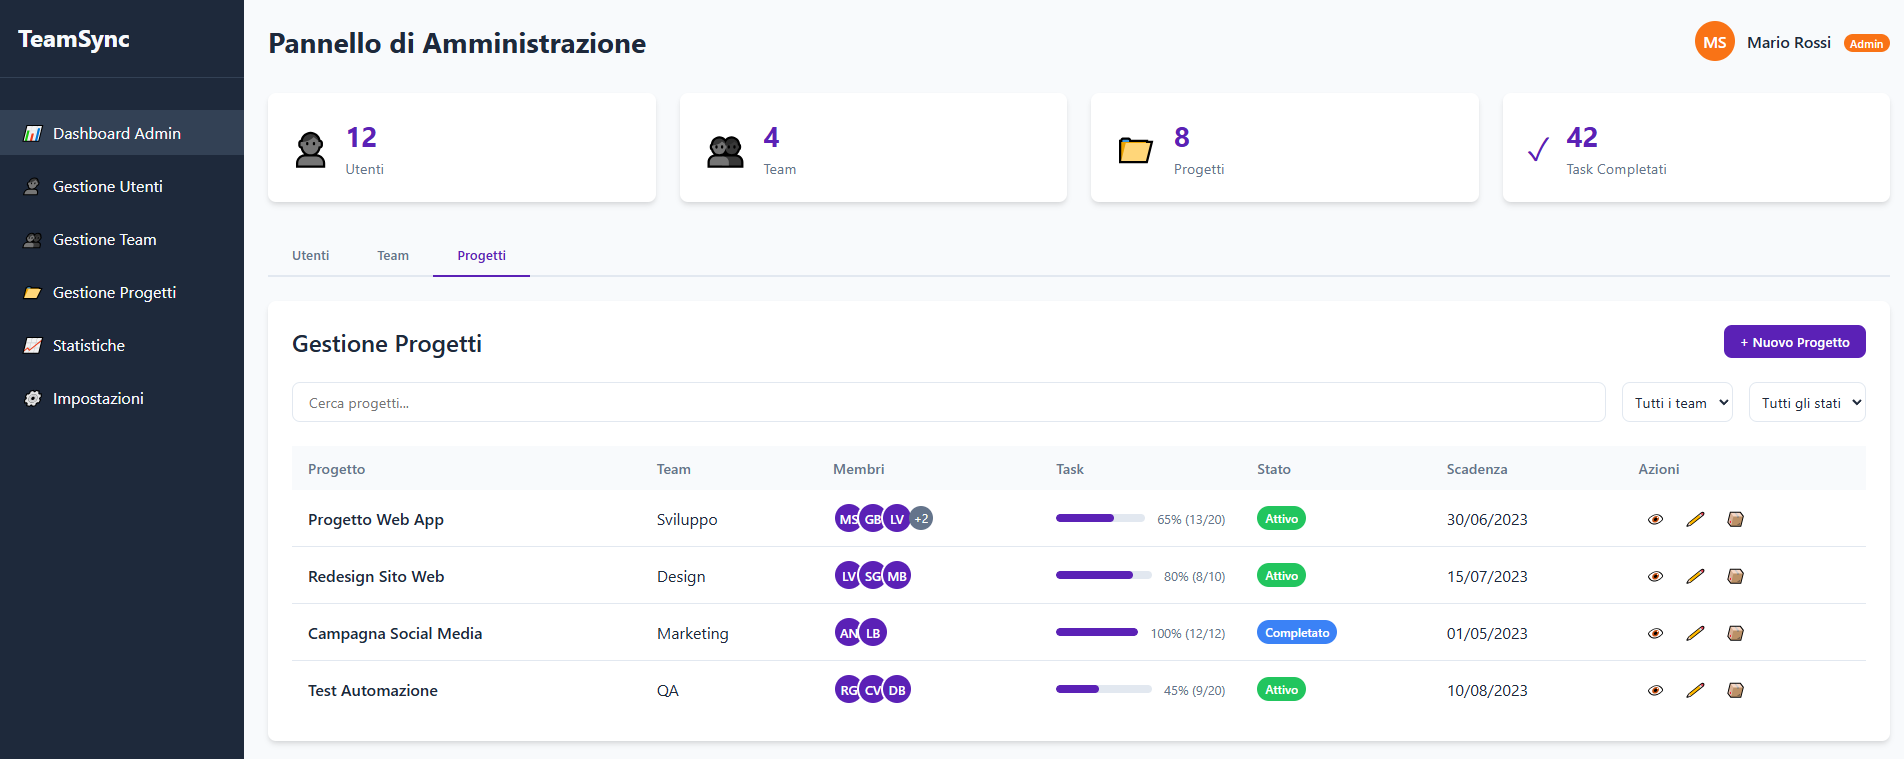 TeamSync
Dashboard Admin
Gestione Utenti
Gestione Team
Gestione Progetti
Statistiche
Impostazioni
Pannello di Amministrazione
MS Mario Rossi Admin
12
Utenti
4
Team
8
Progetti
42
Task Completati
Utenti Team Progetti
Gestione Progetti
+ Nuovo Progetto
Cerca progetti... Tutti i team Tutti gli stati
Progetto Team Membri Task Stato Scadenza Azioni
Progetto Web App Sviluppo MS GB LV +2 65% (13/20) Attivo 30/06/2023
Redesign Sito Web Design LV SG MB 80% (8/10) Attivo 15/07/2023
Campagna Social Media Marketing AN LB 100% (12/12) Completato 01/05/2023
Test Automazione QA RG CV DB 45% (9/20) Attivo 10/08/2023